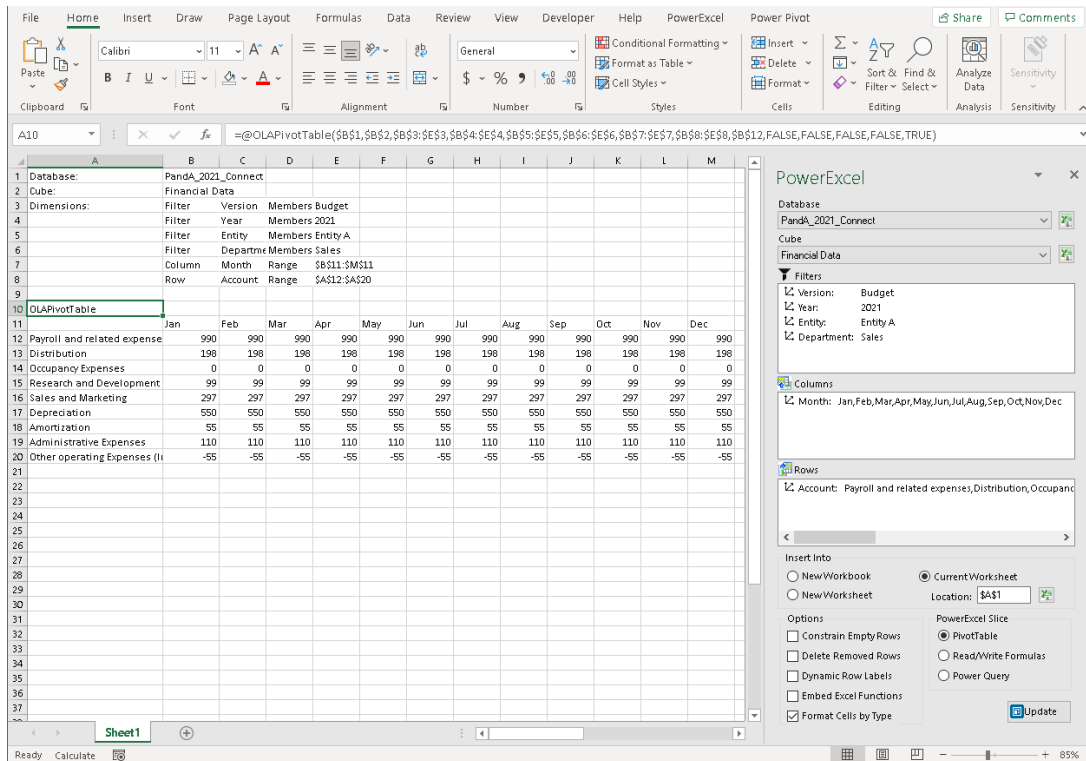 File Home Insert Draw Page Layout Formulas Data Review View Developer Help PowerExcel Power Pivot Share Comments
Calibri 11 A A General Conditional Formatting Insert
Paste Format as Table Delete
B I U A $ % Cell Styles Format Sort & Filter Find & Select Analyze Data Sensitivity
Clipboard Font Alignment Number Styles Cells Editing Analysis Sensitivity
A10 fx =@OLAPivotTable($B$1,$B$2,$B$3:$E$3,$B$4:$E$4,$B$5:$E$5,$B$6:$E$6,$B$7:$E$7,$B$8:$E$8,$B$12,FALSE,FALSE,FALSE,FALSE,TRUE)
A B C D E F G H I J K L M
1 Database: PandA_2021_Connect
2 Cube: Financial Data
3 Dimensions: Filter Version Members Budget
4 Filter Year Members 2021
5 Filter Entity Members Entity A
6 Filter Departme Members Sales
7 Column Month Range $B$11:$M$11
8 Row Account Range $A$12:$A$20
9
10 OLAPivotTable
11 Jan Feb Mar Apr May Jun Jul Aug Sep Oct Nov Dec
12 Payroll and related expense 990 990 990 990 990 990 990 990 990 990 990 990
13 Distribution 198 198 198 198 198 198 198 198 198 198 198 198
14 Occupancy Expenses 0 0 0 0 0 0 0 0 0 0 0 0
15 Research and Development 99 99 99 99 99 99 99 99 99 99 99 99
16 Sales and Marketing 297 297 297 297 297 297 297 297 297 297 297 297
17 Depreciation 550 550 550 550 550 550 550 550 550 550 550 550
18 Amortization 55 55 55 55 55 55 55 55 55 55 55 55
19 Administrative Expenses 110 110 110 110 110 110 110 110 110 110 110 110
20 Other operating Expenses (I -55 -55 -55 -55 -55 -55 -55 -55 -55 -55 -55 -55
21
22
23
24
25
26
27
28
29
30
31
32
33
34
35
36
37
Sheet1
Ready Calculate 85%
PowerExcel
Database
PandA_2021_Connect
Cube
Financial Data
Filters
Version: Budget
Year: 2021
Entity: Entity A
Department: Sales
Columns
Month: Jan,Feb,Mar,Apr,May,Jun,Jul,Aug,Sep,Oct,Nov,Dec
Rows
Account: Payroll and related expenses,Distribution,Occupanc
Insert Into
New Workbook Current Worksheet
New Worksheet Location: $A$1
Options PowerExcel Slice
Constrain Empty Rows PivotTable
Delete Removed Rows Read/Write Formulas
Dynamic Row Labels Power Query
Embed Excel Functions
Format Cells by Type Update